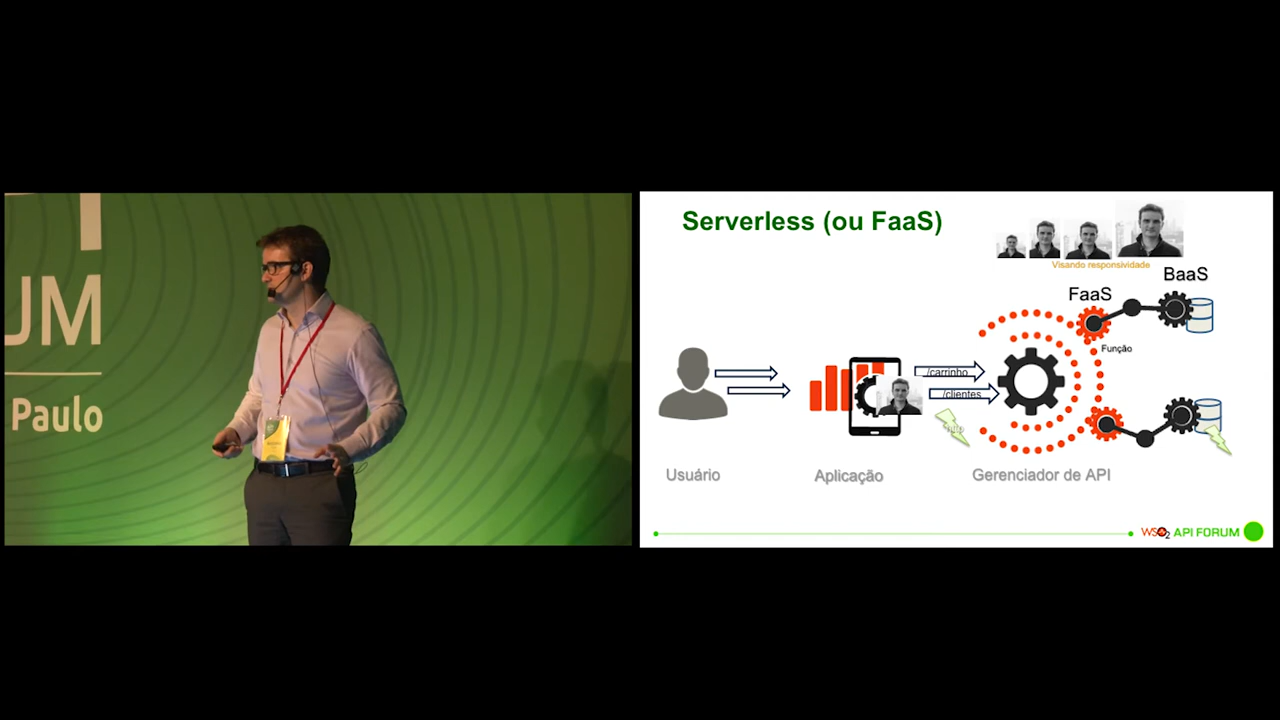 UM
Paulo
Serverless (ou FaaS)
Visando responsividade
BaaS
FaaS
Função
/carrinho
/clientes
Usuário
Aplicação
Gerenciador de API
WSO2 API FORUM